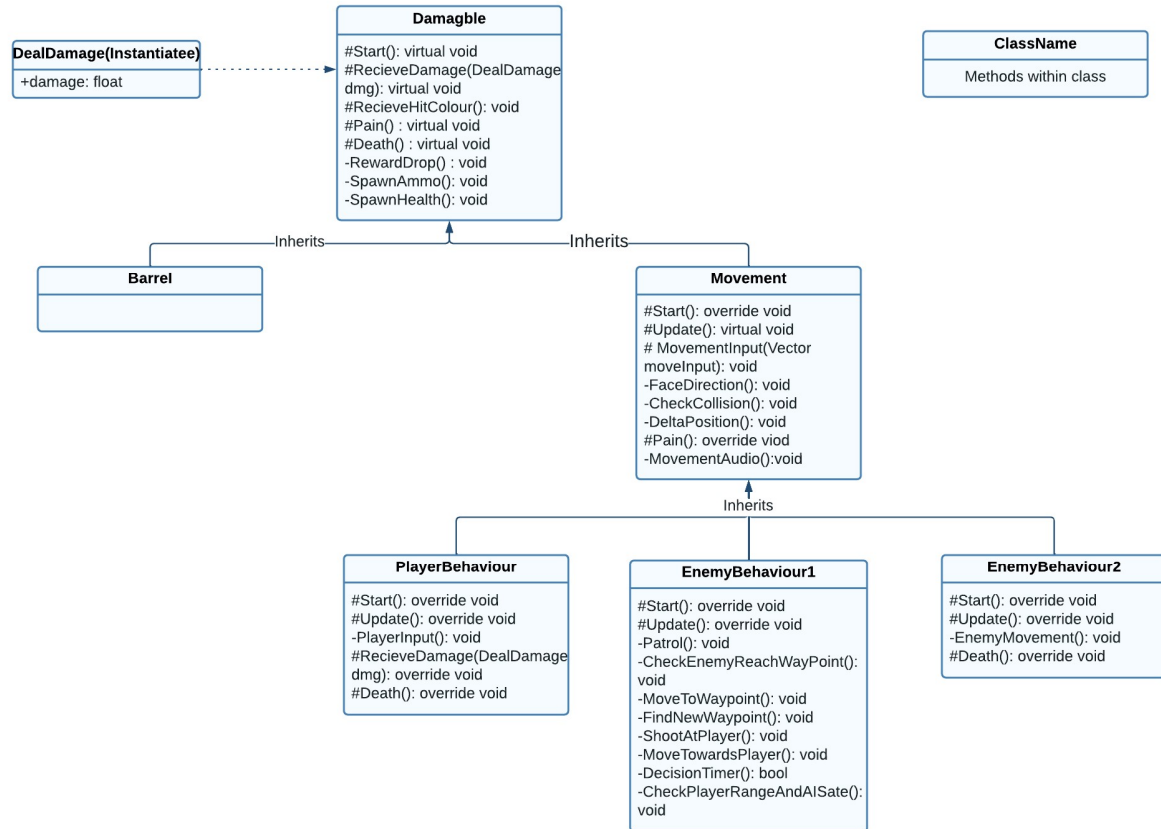 Damagble
#Start(): virtual void
#RecieveDamage(DealDamage
dmg): virtual void
#RecieveHitColour(): void
#Pain() : virtual void
#Death() : virtual void
-RewardDrop() : void
-SpawnAmmo(): void
-SpawnHealth(): void
DealDamage(Instantiatee)
+damage: float
ClassName
Methods within class
Inherits
Inherits
Barrel
Movement
#Start(): override void
#Update(): virtual void
# MovementInput(Vector
moveInput): void
-FaceDirection(): void
-CheckCollision(): void
-DeltaPosition(): void
#Pain(): override viod
-MovementAudio():void
Inherits
PlayerBehaviour
#Start(): override void
#Update(): override void
-PlayerInput(): void
#RecieveDamage(DealDamage
dmg): override void
#Death(): override void
EnemyBehaviour1
#Start(): override void
#Update(): override void
-Patrol(): void
-CheckEnemyReachWayPoint():
void
-MoveToWaypoint(): void
-FindNewWaypoint(): void
-ShootAtPlayer(): void
-MoveTowardsPlayer(): void
-DecisionTimer(): bool
-CheckPlayerRangeAndAISate():
void
EnemyBehaviour2
#Start(): override void
#Update(): override void
-EnemyMovement(): void
#Death(): override void